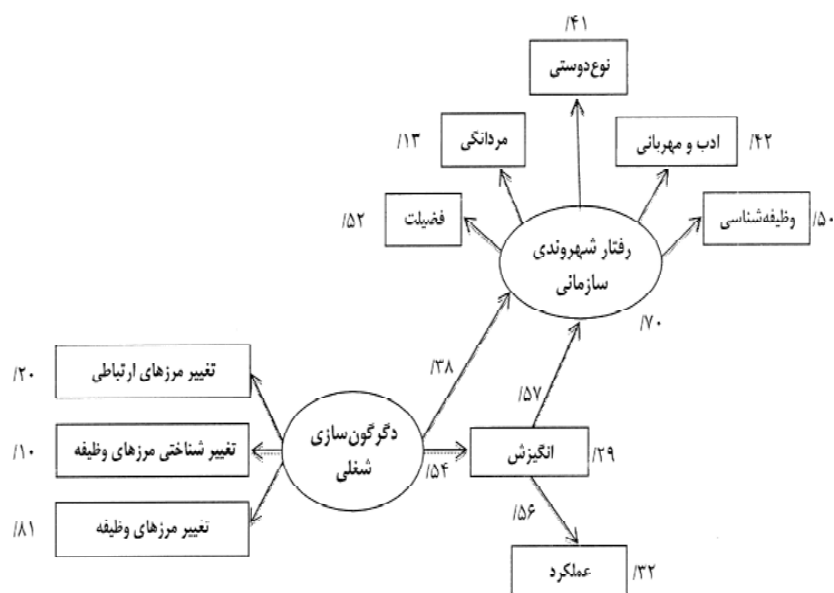 /۴۱
نوع‌دوستی
/۱۳
مردانگی
ادب و مهربانی
/۴۲
/۵۲
فضیلت
وظیفه‌شناسی
/۵۰
رفتار شهروندی
سازمانی
/۷۰
/۳۸
/۵۷
/۲۰
تغییر مرزهای ارتباطی
/۱۰
تغییر شناختی مرزهای وظیفه
/۸۱
تغییر مرزهای وظیفه
دگرگون‌سازی
شغلی
/۵۴
انگیزش
/۲۹
/۵۶
عملکرد
/۳۲